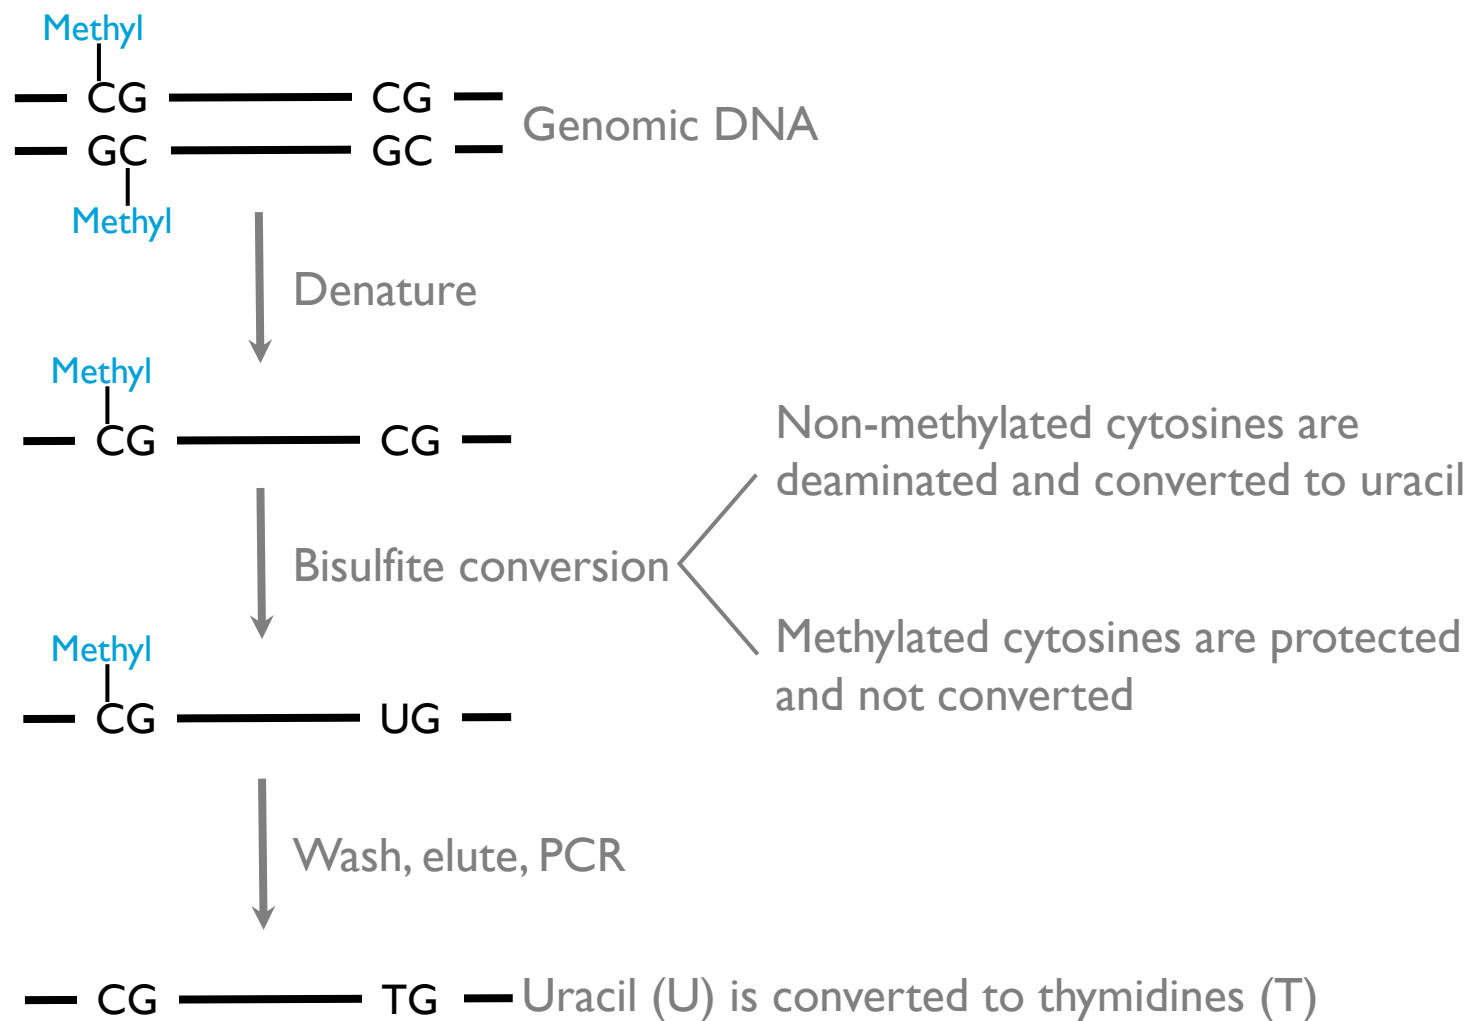 Methyl
CG CG
Genomic DNA
GC GC
Methyl
Denature
Methyl
CG CG
Non-methylated cytosines are
deaminated and converted to uracil
Bisulfite conversion
Methylated cytosines are protected
and not converted
Methyl
CG UG
Wash, elute, PCR
CG TG
Uracil (U) is converted to thymidines (T)